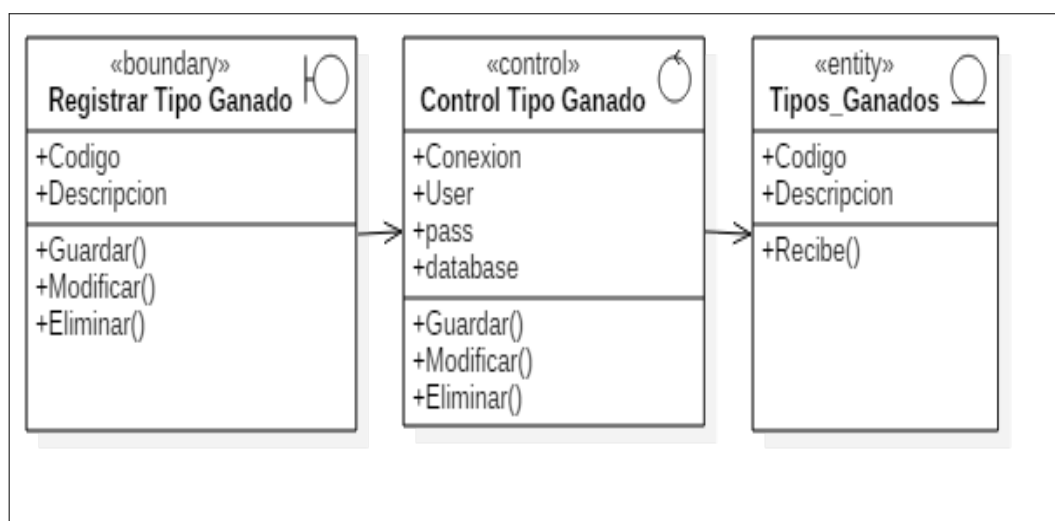 «boundary»
Registrar Tipo Ganado
+Codigo
+Descripcion
+Guardar()
+Modificar()
+Eliminar()
«control»
Control Tipo Ganado
+Conexion
+User
+pass
+database
+Guardar()
+Modificar()
+Eliminar()
«entity»
Tipos_Ganados
+Codigo
+Descripcion
+Recibe()